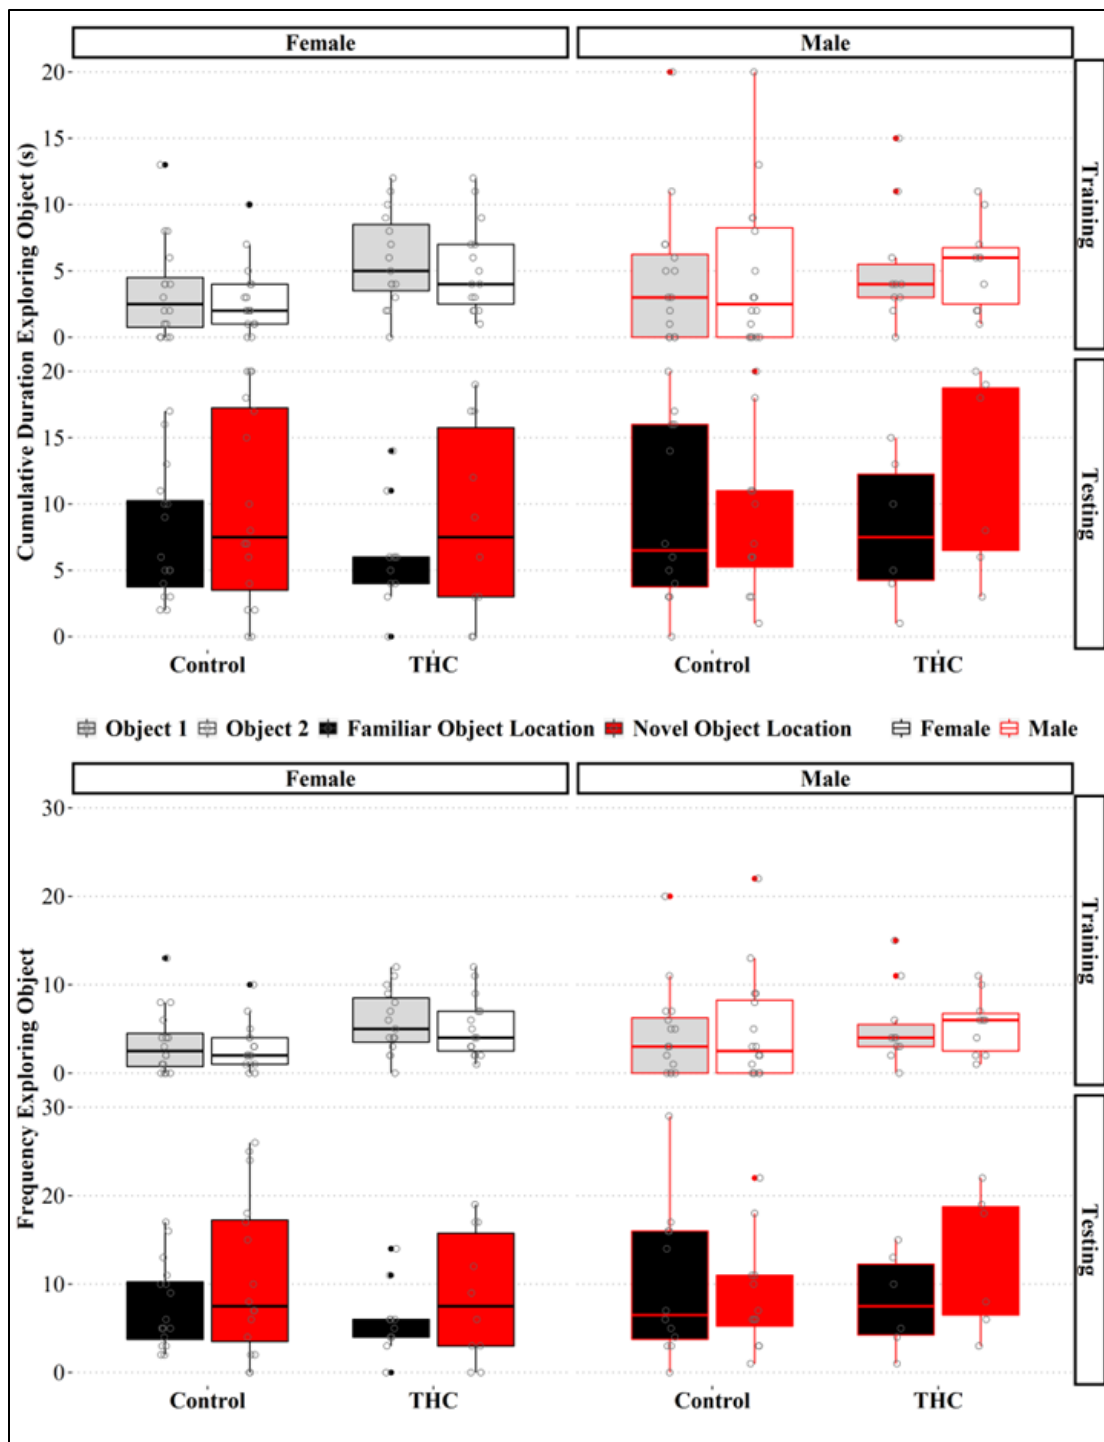 Female Male
Cumulative Duration Exploring Object (s)
20
15
10
5
0
Training
20
15
10
5
0
Testing
Control THC Control THC
Object 1 Object 2 Familiar Object Location Novel Object Location Female Male
Female Male
Frequency Exploring Object
30
20
10
0
Training
30
20
10
0
Testing
Control THC Control THC